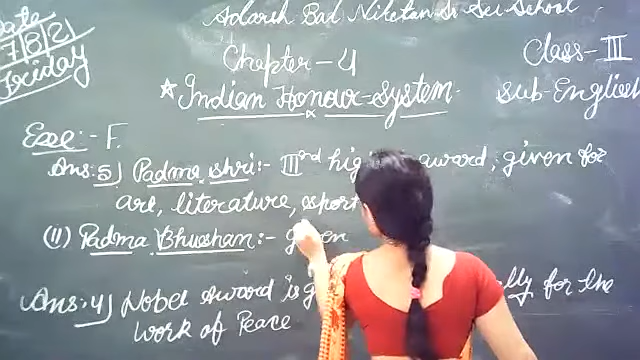 Adarsh Bal Niketan Sr Sec School
Date
7 8 2
Friday
Chapter - 4
Class - III
* Indian Honour System
Sub - English
Exe :- F.
Ans: 5) Padma Shri :- IIIrd award, given for
art, literature, sport
(ii) Padma Bhushan :- given
Ans: 4) Nobel Award is for the
work of Peace